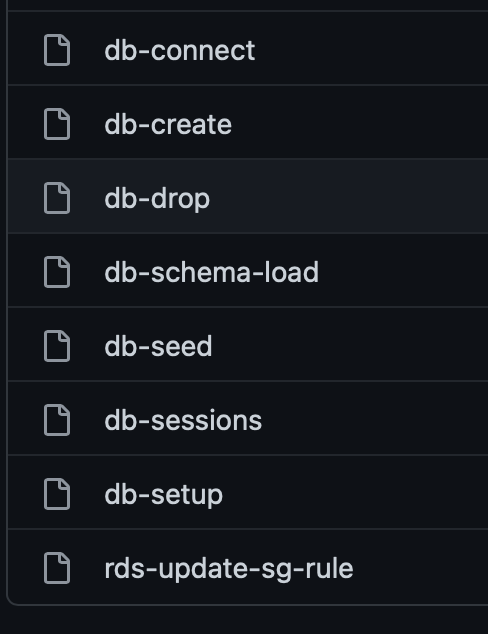 db-connect
db-create
db-drop
db-schema-load
db-seed
db-sessions
db-setup
rds-update-sg-rule